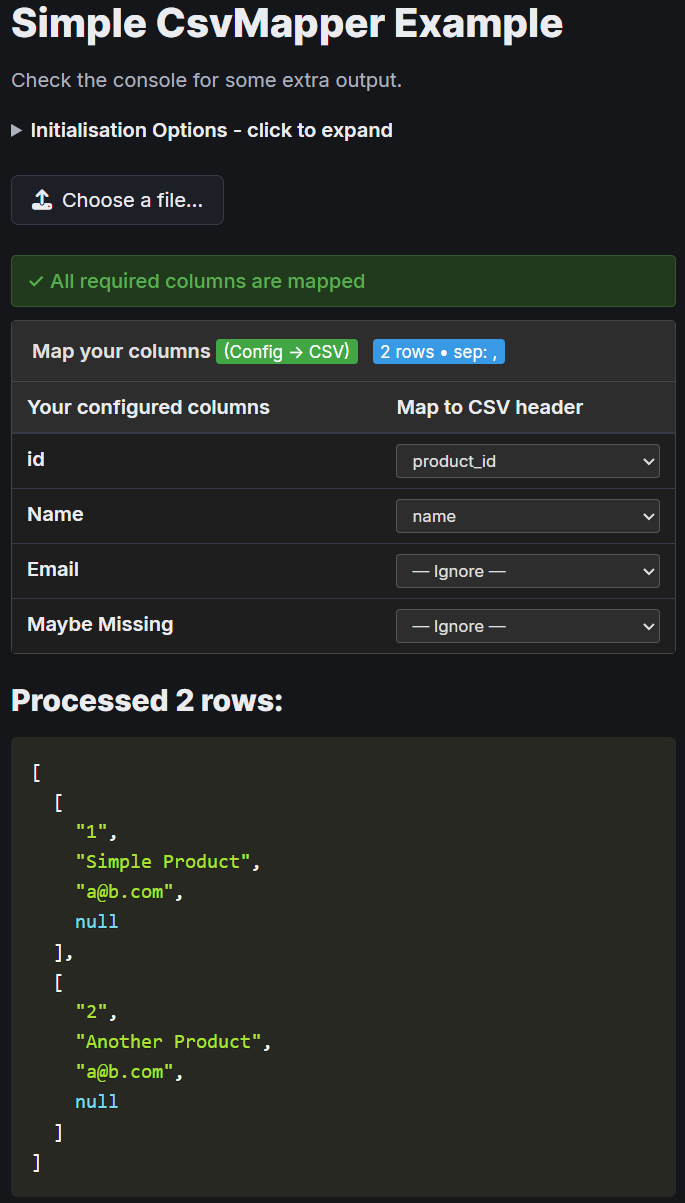 Simple CsvMapper Example
Check the console for some extra output.
▶ Initialisation Options - click to expand
Choose a file...
✓ All required columns are mapped
Map your columns (Config → CSV) 2 rows • sep: ,
Your configured columns Map to CSV header
id product_id
Name name
Email — Ignore —
Maybe Missing — Ignore —
Processed 2 rows:
[
  [
    "1",
    "Simple Product",
    "a@b.com",
    null
  ],
  [
    "2",
    "Another Product",
    "a@b.com",
    null
  ]
]